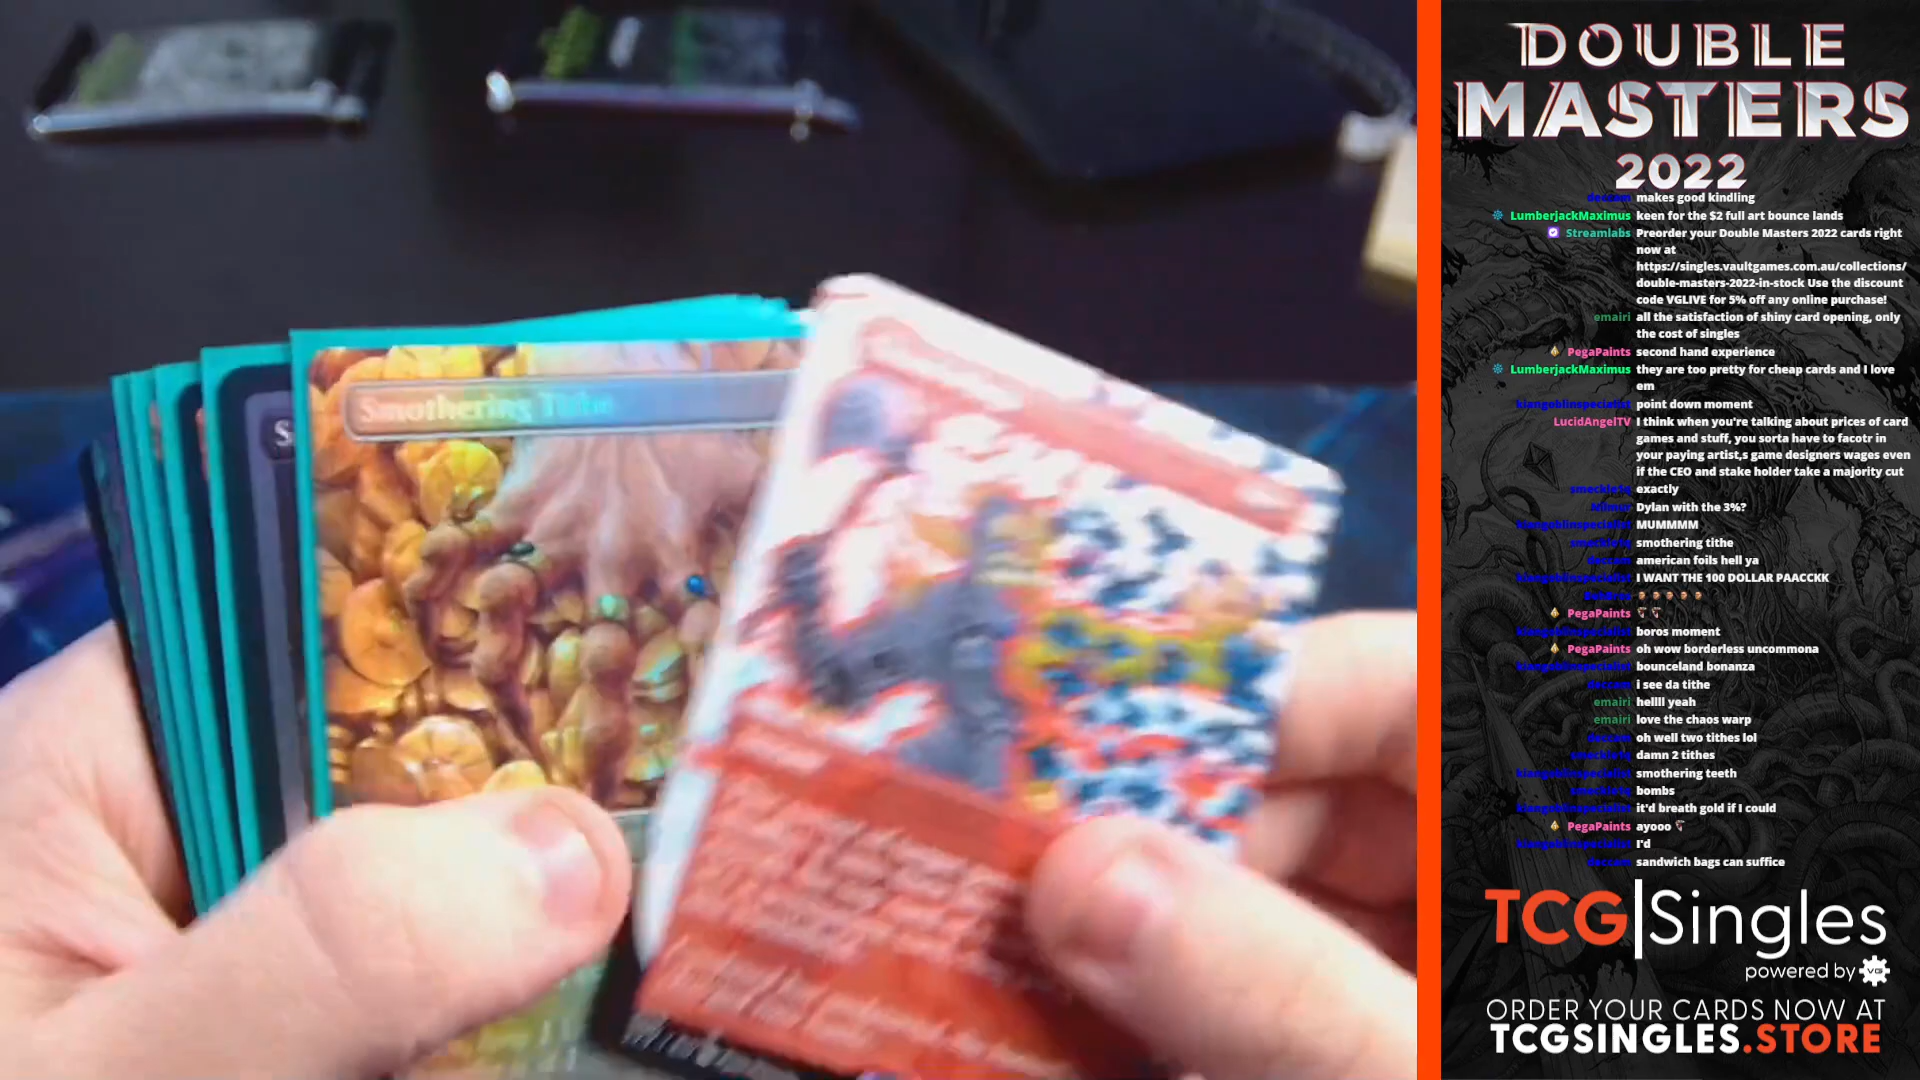 Smothering Tithe
S
DOUBLE
MASTERS
2022
makes good kindling
LumberjackMaximus keen for the $2 full art bounce lands
Streamlabs Preorder your Double Masters 2022 cards right
now at
https://singles.vaultgames.com.au/collections/
double-masters-2022-in-stock Use the discount
code VGLIVE for 5% off any online purchase!
emairi all the satisfaction of shiny card opening, only
the cost of singles
PegaPaints second hand experience
LumberjackMaximus they are too pretty for cheap cards and I love
em
kiangoblinspecialist point down moment
LucidAngelTV I think when you're talking about prices of card
games and stuff, you sorta have to facotr in
your paying artist,s game designers wages even
if the CEO and stake holder take a majority cut
exactly
Dylan with the 3%?
kiangoblinspecialist MUMMMM
smothering tithe
american foils hell ya
kiangoblinspecialist I WANT THE 100 DOLLAR PAACCKK
PegaPaints
kiangoblinspecialist boros moment
PegaPaints oh wow borderless uncommona
kiangoblinspecialist bounceland bonanza
i see da tithe
emairi hellll yeah
emairi love the chaos warp
oh well two tithes lol
damn 2 tithes
kiangoblinspecialist smothering teeth
bombs
kiangoblinspecialist it'd breath gold if I could
PegaPaints ayooo
kiangoblinspecialist I'd
sandwich bags can suffice
TCG|Singles
powered by VG
ORDER YOUR CARDS NOW AT
TCGSINGLES.STORE